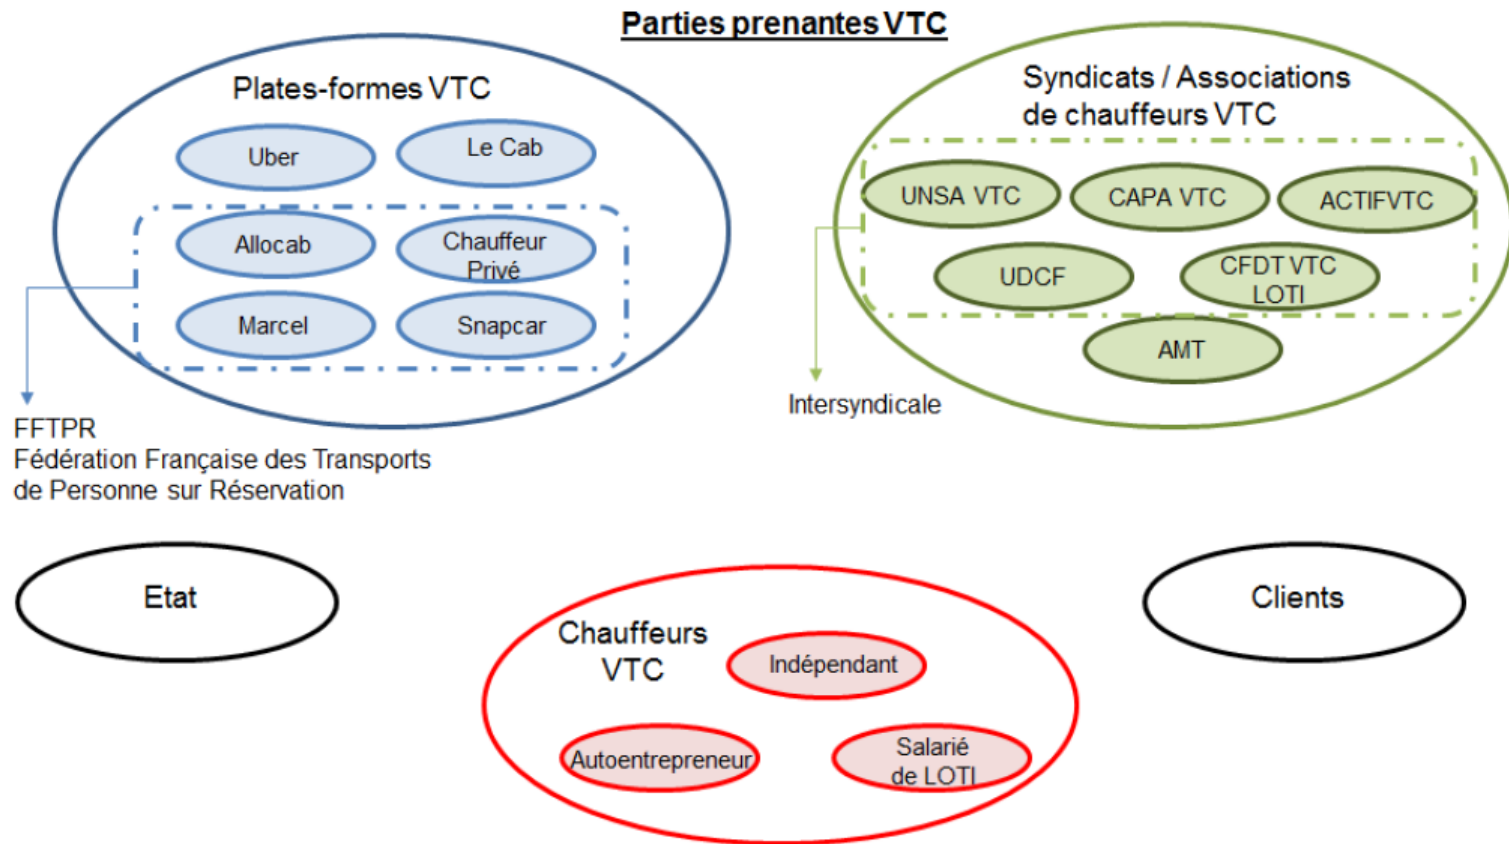 Parties prenantes VTC
Plates-formes VTC
Uber
Le Cab
Allocab
Chauffeur
Privé
Marcel
Snapcar
FFTPR
Fédération Française des Transports
de Personne sur Réservation
Syndicats / Associations
de chauffeurs VTC
UNSA VTC
CAPA VTC
ACTIFVTC
UDCF
CFDT VTC
LOTI
AMT
Intersyndicale
Etat
Chauffeurs
VTC
Indépendant
Autoentrepreneur
Salarié
de LOTI
Clients